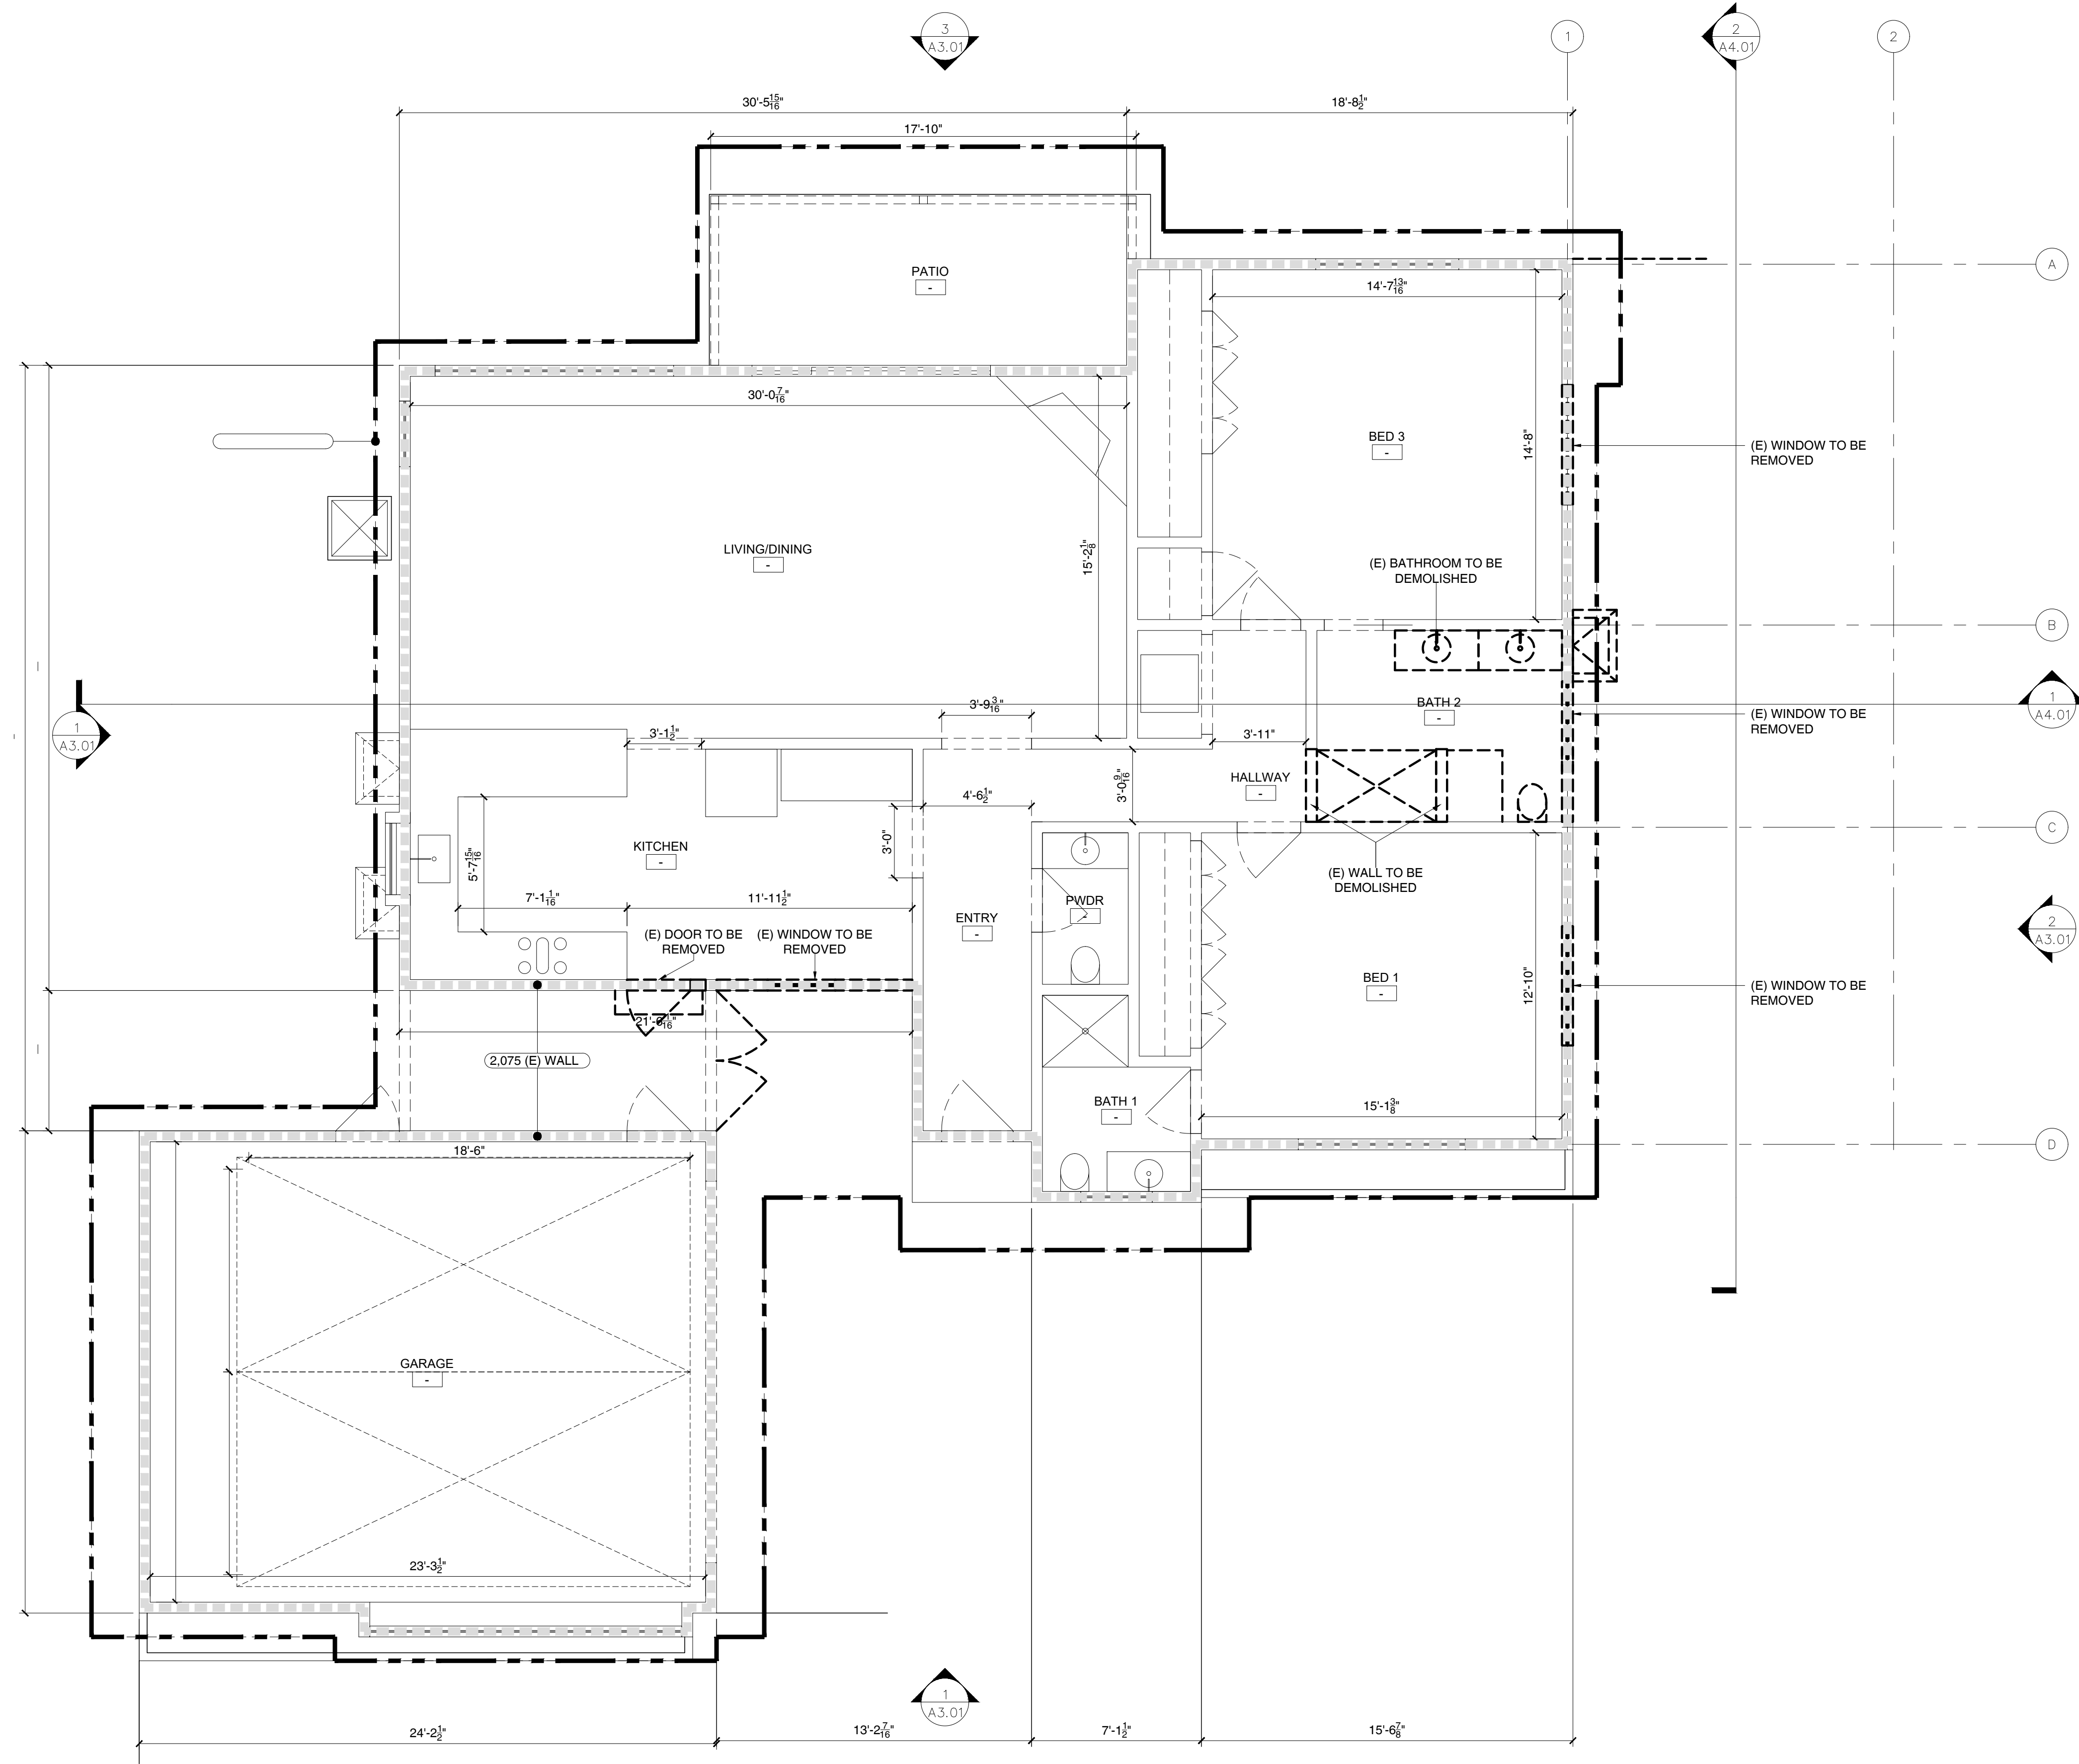 3
A3.01
1
2
A4.01
2
30'-5 15/16"
18'-8 1/2"
17'-10"
A
PATIO
-
14'-7 13/16"
30'-0 7/16"
BED 3
-
14'-8"
(E) WINDOW TO BE
REMOVED
LIVING/DINING
-
15'-2 1/8"
(E) BATHROOM TO BE
DEMOLISHED
B
3'-9 3/16"
BATH 2
-
1
A4.01
(E) WINDOW TO BE
REMOVED
1
A3.01
3'-1 1/2"
3'-11"
HALLWAY
-
3'-0 9/16"
4'-6 1/2"
C
3'-0"
KITCHEN
-
5'-7 15/16"
(E) WALL TO BE
DEMOLISHED
7'-1 1/16"
11'-11 1/2"
PWDR
-
ENTRY
-
2
A3.01
(E) DOOR TO BE
REMOVED
(E) WINDOW TO BE
REMOVED
BED 1
-
12'-10"
(E) WINDOW TO BE
REMOVED
2,075 (E) WALL
BATH 1
-
15'-1 3/8"
D
18'-6"
GARAGE
-
23'-3 1/2"
1
A3.01
24'-2 1/2"
13'-2 7/16"
7'-1 1/2"
15'-6 7/8"